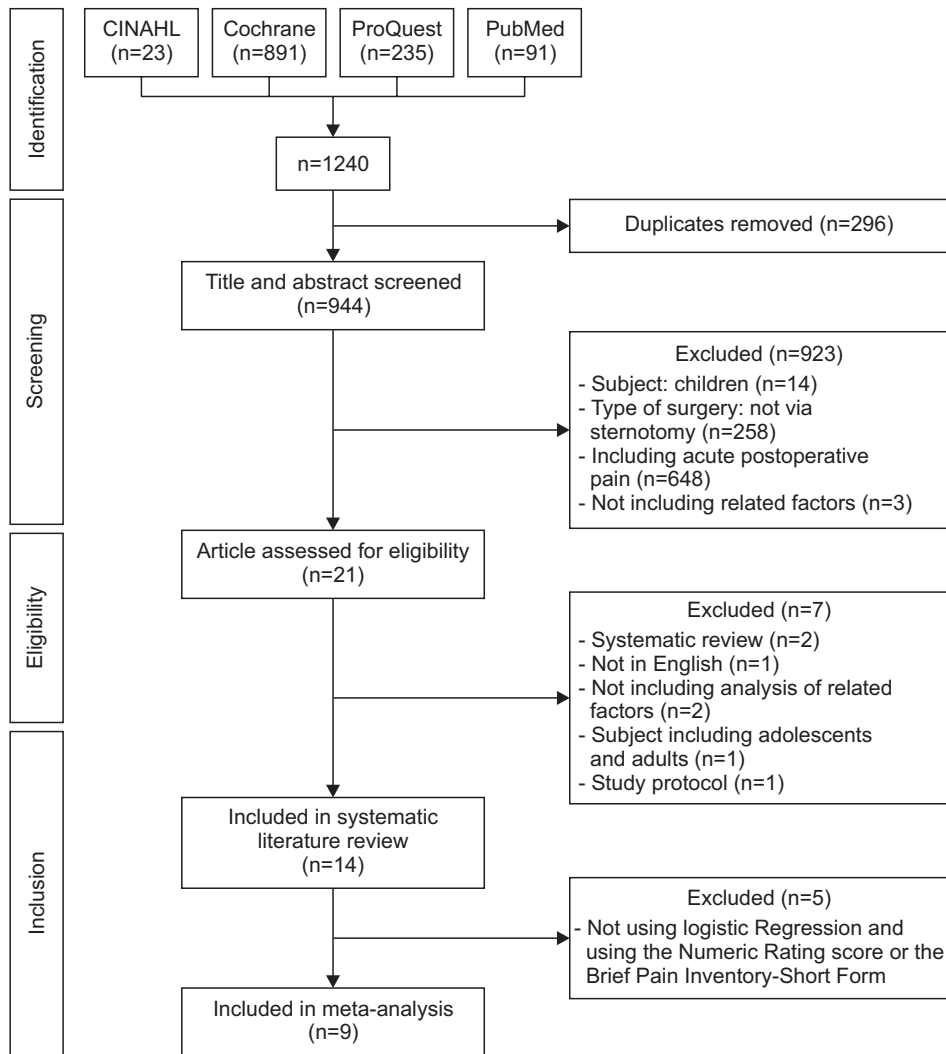 Identification
CINAHL
(n=23)
Cochrane
(n=891)
ProQuest
(n=235)
PubMed
(n=91)
n=1240
Screening
Duplicates removed (n=296)
Title and abstract screened
(n=944)
Excluded (n=923)
- Subject: children (n=14)
- Type of surgery: not via
sternotomy (n=258)
- Including acute postoperative
pain (n=648)
- Not including related factors (n=3)
Eligibility
Article assessed for eligibility
(n=21)
Excluded (n=7)
- Systematic review (n=2)
- Not in English (n=1)
- Not including analysis of related
factors (n=2)
- Subject including adolescents
and adults (n=1)
- Study protocol (n=1)
Inclusion
Included in systematic
literature review
(n=14)
Excluded (n=5)
- Not using logistic Regression and
using the Numeric Rating score or the
Brief Pain Inventory-Short Form
Included in meta-analysis
(n=9)